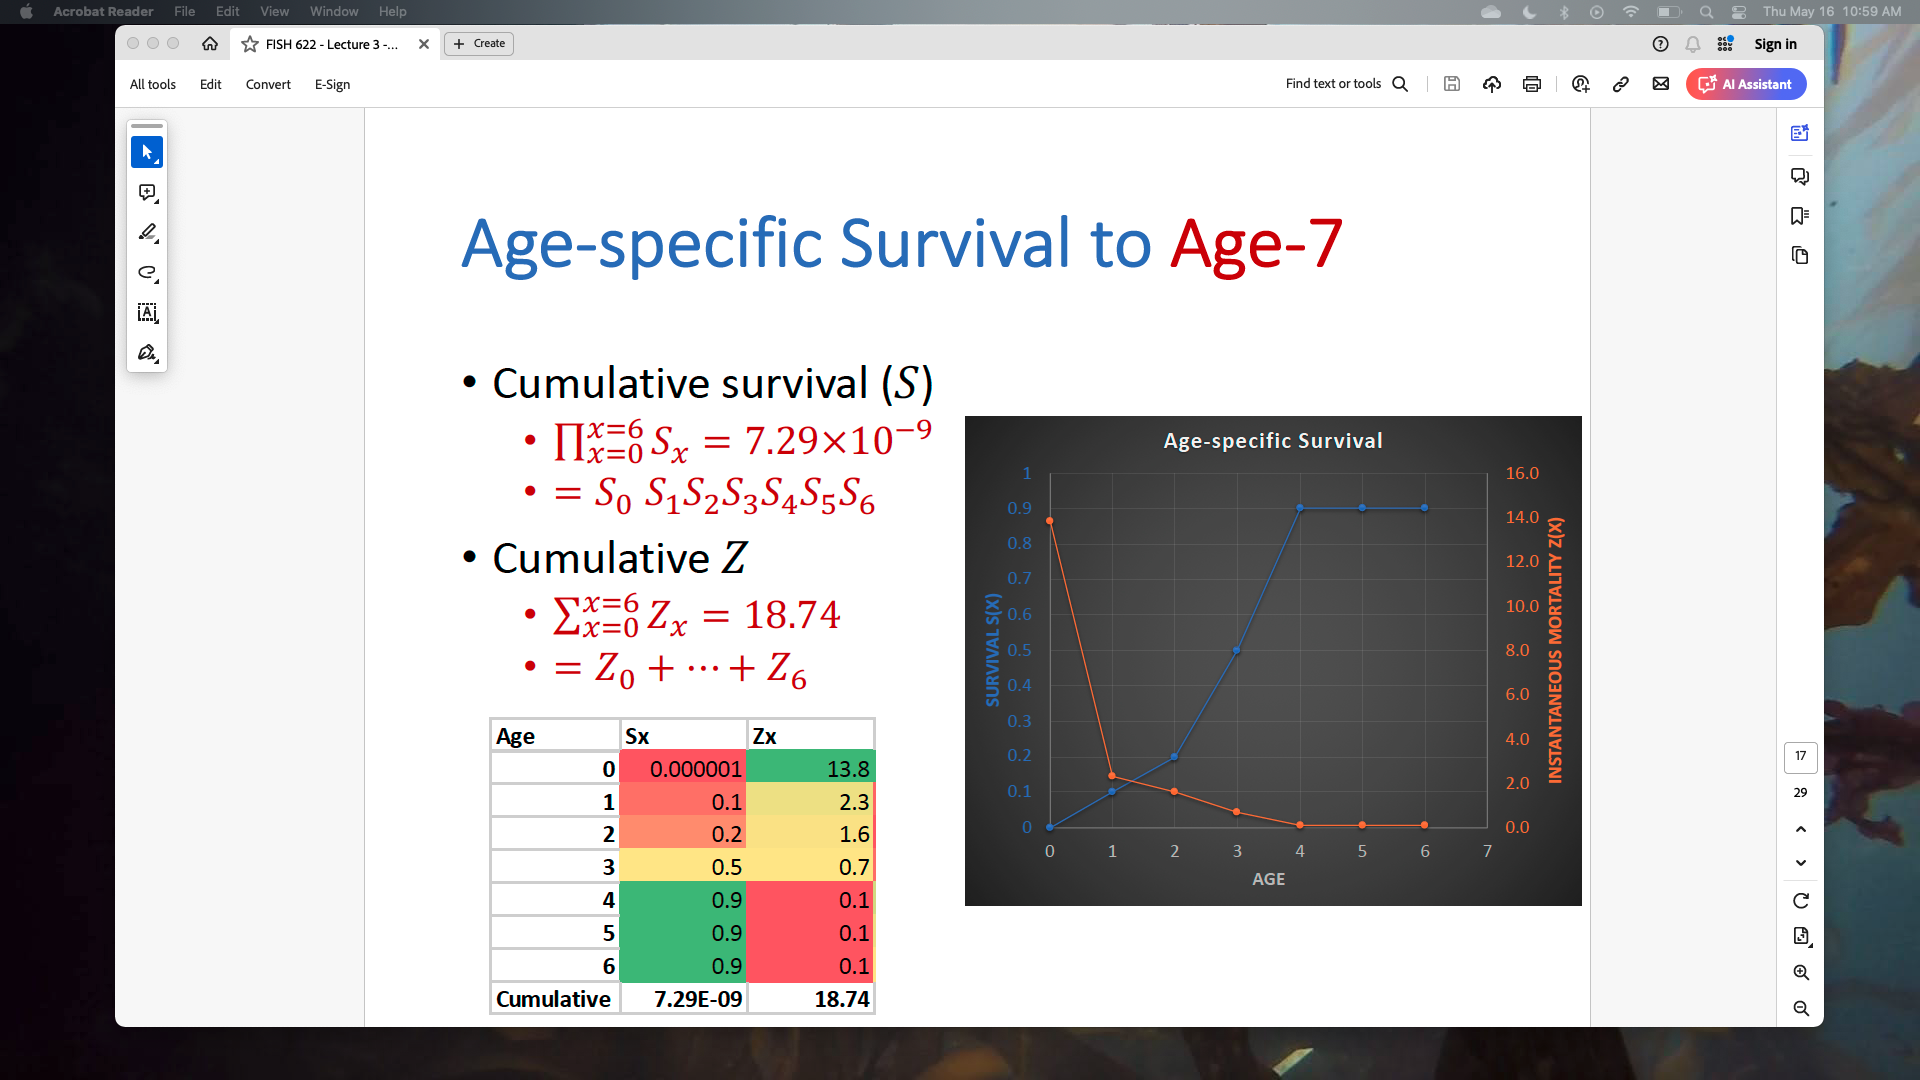 Acrobat Reader File Edit View Window Help Thu May 16 10:59 AM
FISH 622 - Lecture 3 -... Create Sign in
All tools Edit Convert E-Sign Find text or tools AI Assistant
Age-specific Survival to Age-7
• Cumulative survival (S)
• ∏_{x=0}^{x=6} S_x = 7.29×10^{−9}
• = S_0 S_1S_2S_3S_4S_5S_6
• Cumulative Z
• ∑_{x=0}^{x=6} Z_x = 18.74
• = Z_0 + ⋯ + Z_6
Age Sx Zx
0 0.000001 13.8
1 0.1 2.3
2 0.2 1.6
3 0.5 0.7
4 0.9 0.1
5 0.9 0.1
6 0.9 0.1
Cumulative 7.29E-09 18.74
Age-specific Survival
SURVIVAL S(X)
1
0.9
0.8
0.7
0.6
0.5
0.4
0.3
0.2
0.1
0
16.0
14.0
12.0
10.0
8.0
6.0
4.0
2.0
0.0
INSTANTANEOUS MORTALITY Z(X)
0 1 2 3 4 5 6 7
AGE
17
29